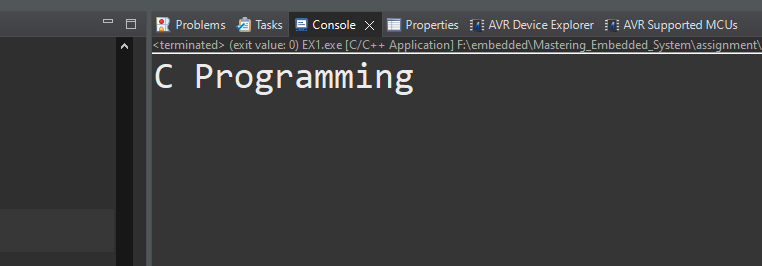 Problems Tasks Console Properties AVR Device Explorer AVR Supported MCUs
<terminated> (exit value: 0) EX1.exe [C/C++ Application] F:\embedded\Mastering_Embedded_System\assignment\
C Programming